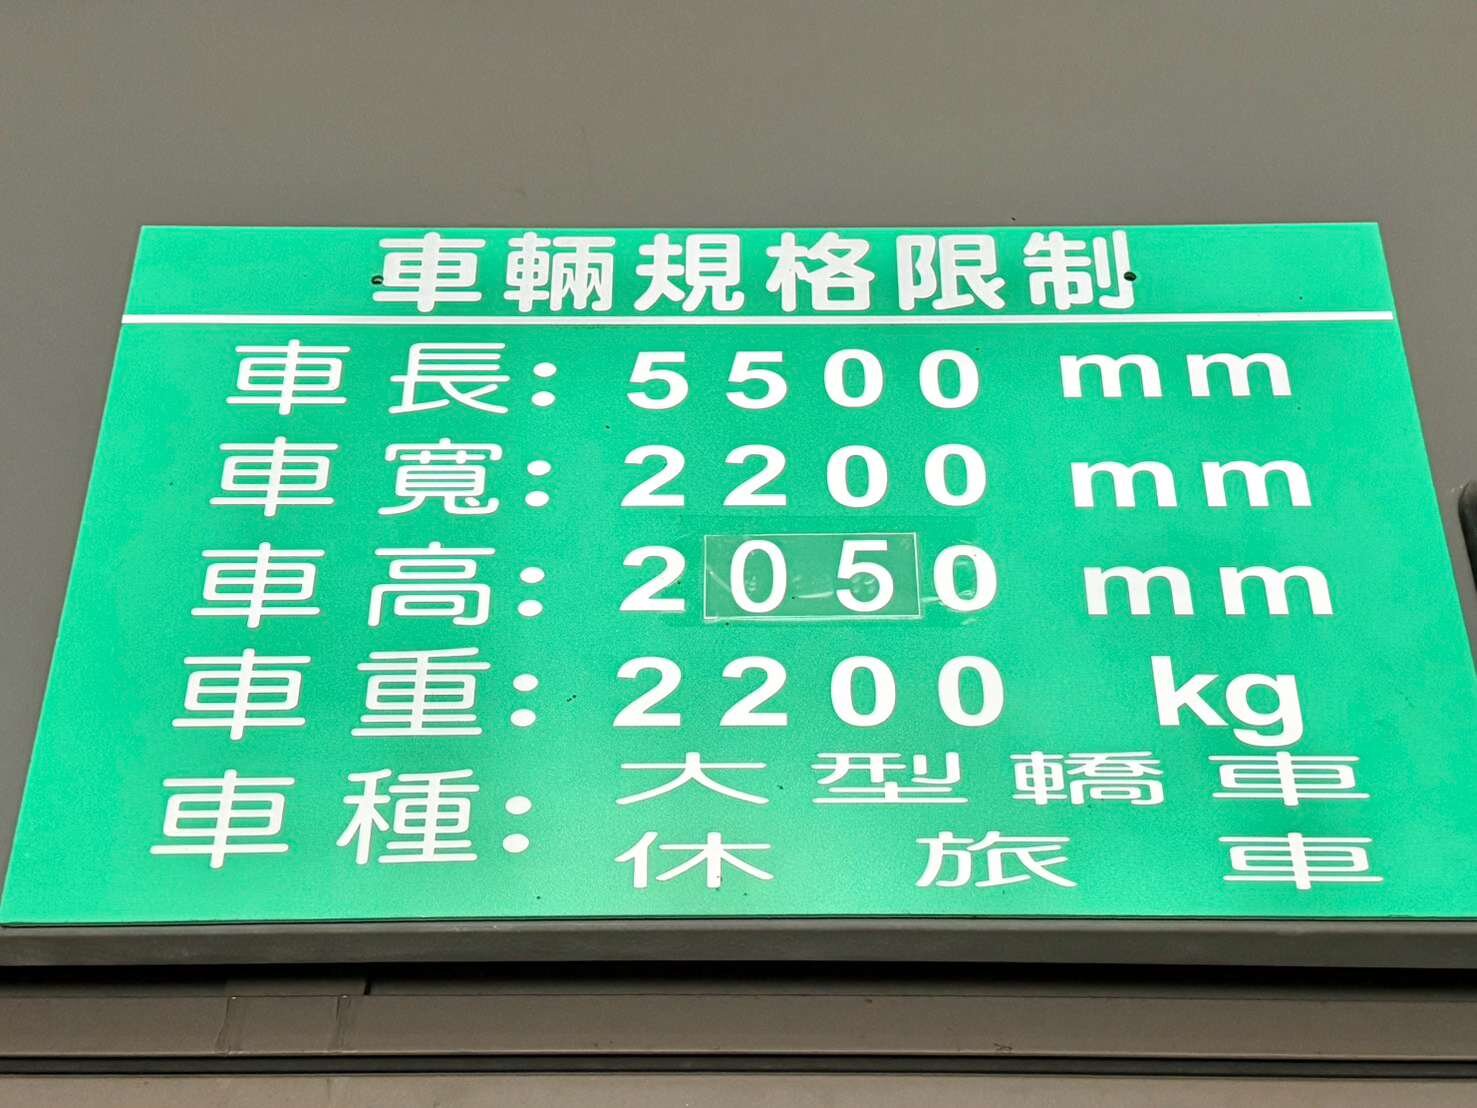 車輛規格限制
車長: 5500 mm
車寬: 2200 mm
車高: 2050 mm
車重: 2200 kg
車種: 大型轎車
休旅車